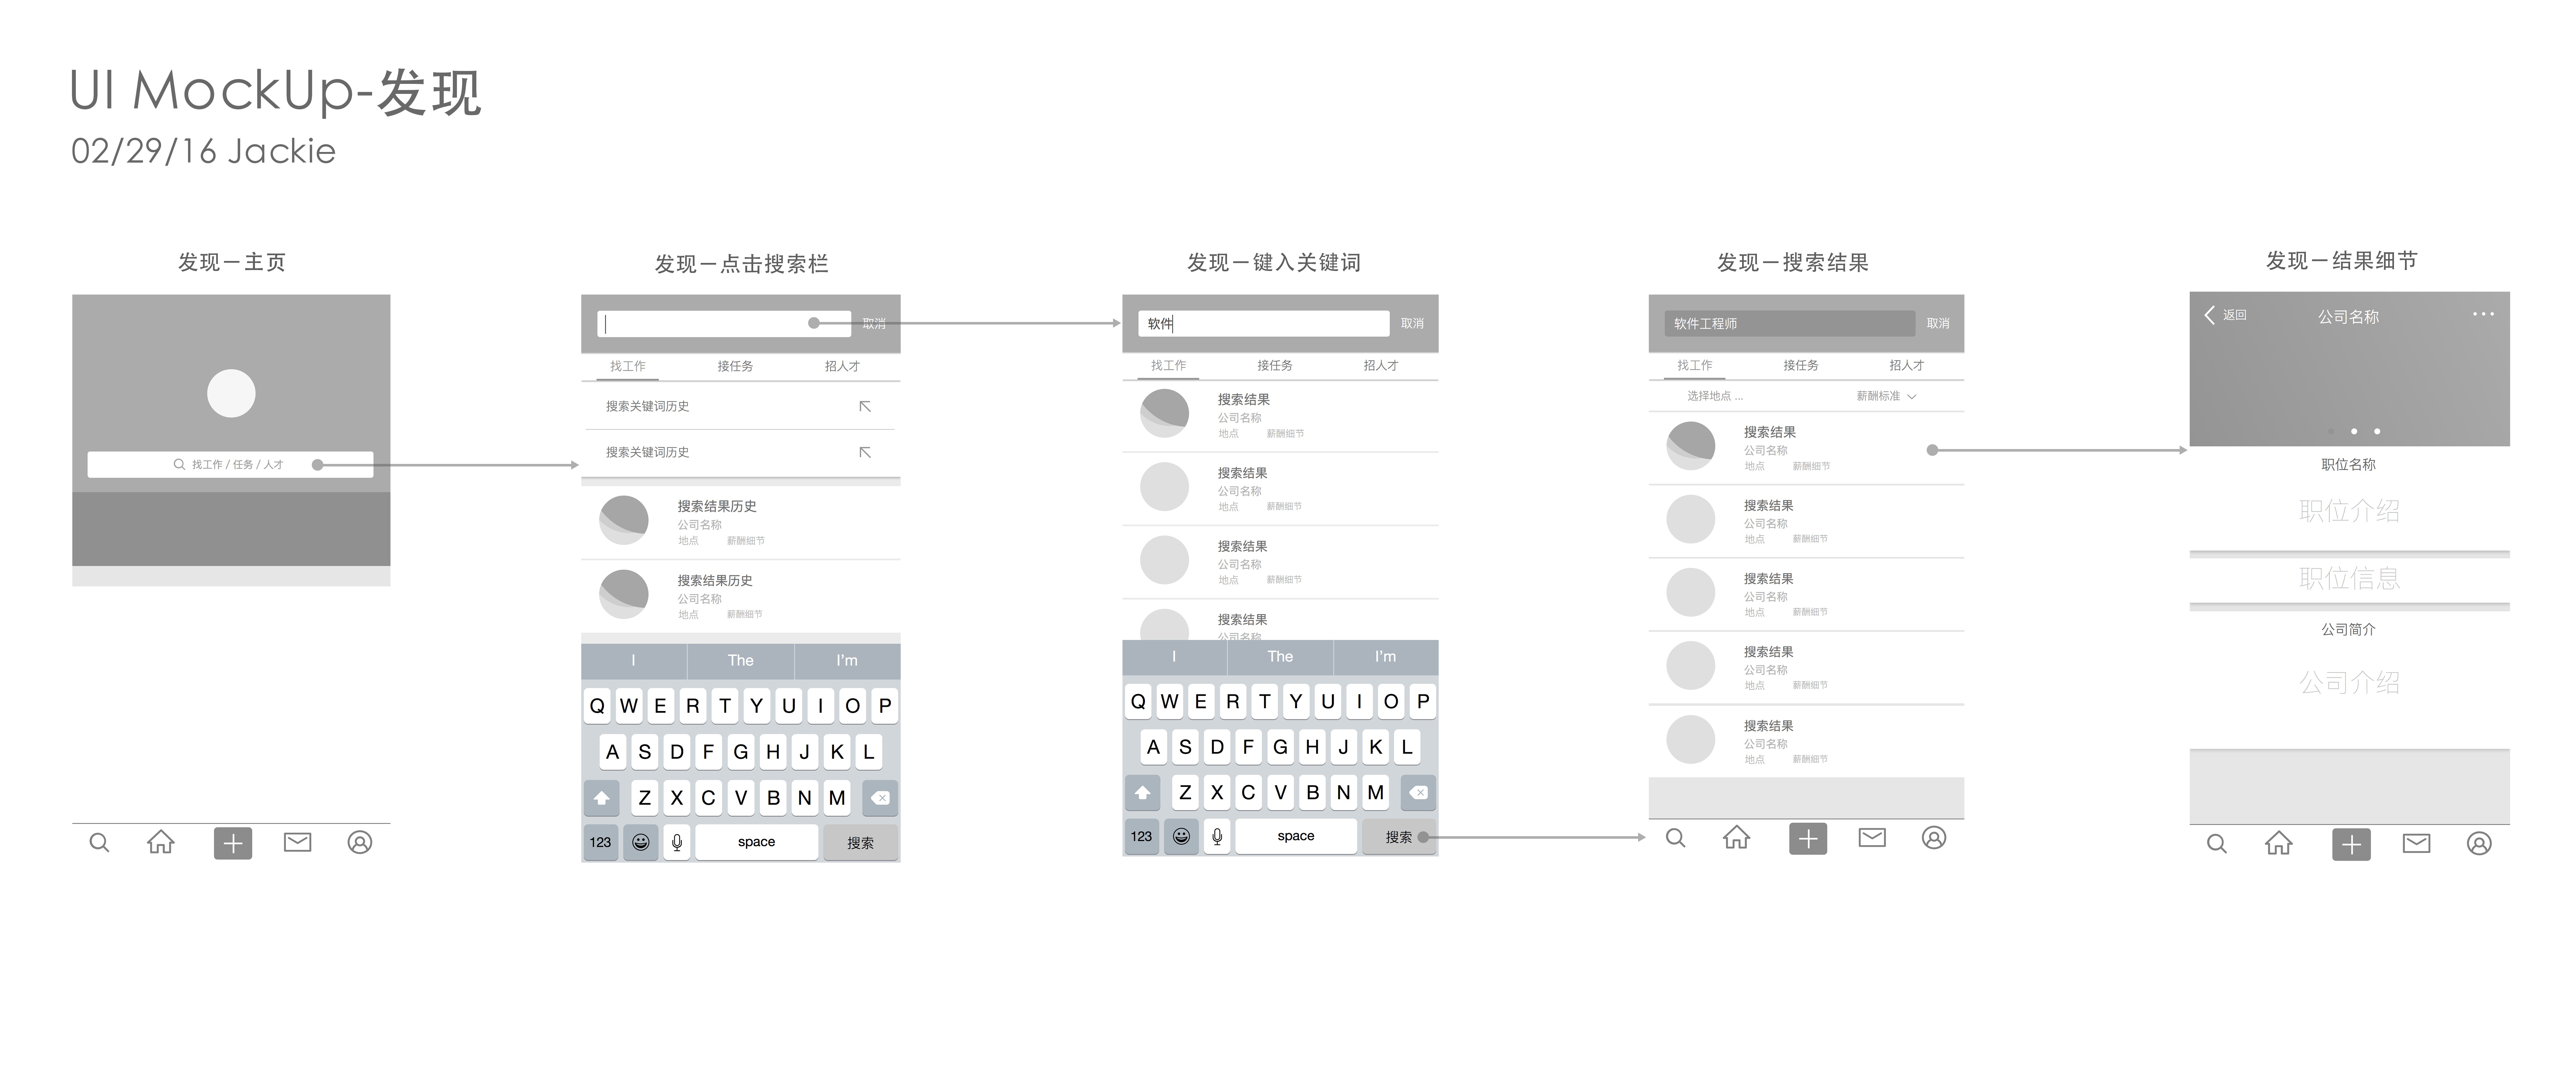 UI MockUp-发现
02/29/16 Jackie
发现－主页
找工作 / 任务 / 人才
发现－点击搜索栏
取消
找工作 接任务 招人才
搜索关键词历史
搜索关键词历史
搜索结果历史
公司名称
地点 薪酬细节
搜索结果历史
公司名称
地点 薪酬细节
I The I'm
Q W E R T Y U I O P
A S D F G H J K L
Z X C V B N M
123 space 搜索
发现－键入关键词
软件 取消
找工作 接任务 招人才
搜索结果
公司名称
地点 薪酬细节
搜索结果
公司名称
地点 薪酬细节
搜索结果
公司名称
地点 薪酬细节
搜索结果
公司名称
I The I'm
Q W E R T Y U I O P
A S D F G H J K L
Z X C V B N M
123 space 搜索
发现－搜索结果
软件工程师 取消
找工作 接任务 招人才
选择地点 ... 薪酬标准
搜索结果
公司名称
地点 薪酬细节
搜索结果
公司名称
地点 薪酬细节
搜索结果
公司名称
地点 薪酬细节
搜索结果
公司名称
地点 薪酬细节
搜索结果
公司名称
地点 薪酬细节
发现－结果细节
返回 公司名称
职位名称
职位介绍
职位信息
公司简介
公司介绍